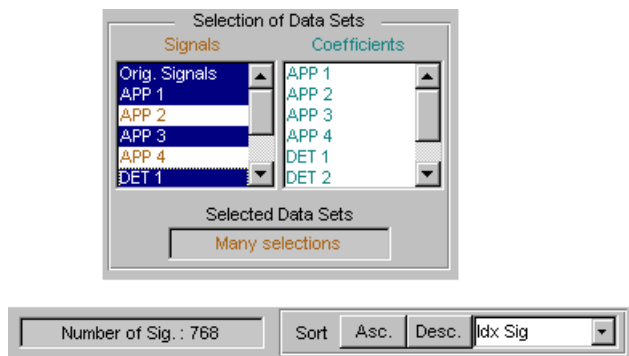 Selection of Data Sets
Signals Coefficients
Orig. Signals APP 1
APP 1 APP 2
APP 2 APP 3
APP 3 APP 4
APP 4 DET 1
DET 1 DET 2
Selected Data Sets
Many selections
Number of Sig. : 768 Sort Asc. Desc. Idx Sig